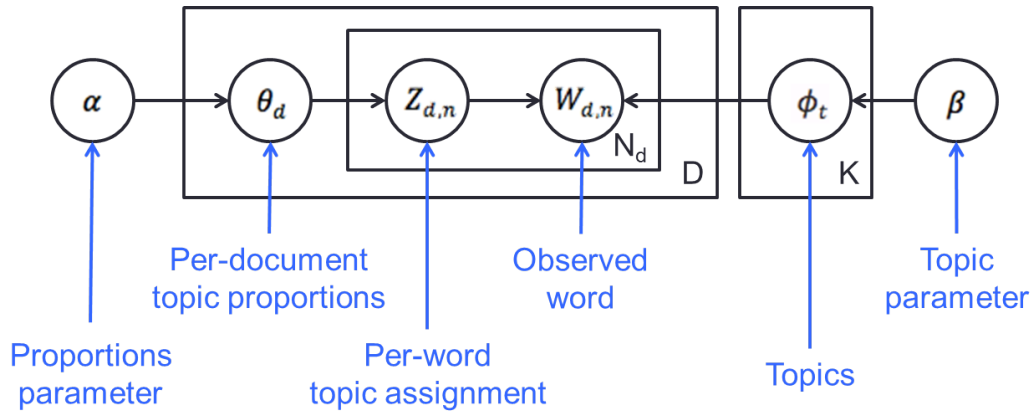 α
θd
Zd,n
Wd,n
ϕt
β
Nd
D
K
Per-document
topic proportions
Observed
word
Topic
parameter
Proportions
parameter
Per-word
topic assignment
Topics